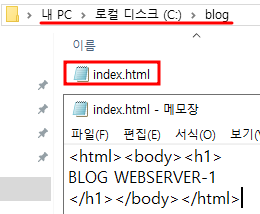 > 내 PC > 로컬 디스크 (C:) > blog
이름
index.html
index.html - 메모장
파일(F) 편집(E) 서식(O) 보기
<html><body><h1>
BLOG WEBSERVER-1
</h1></body></html>